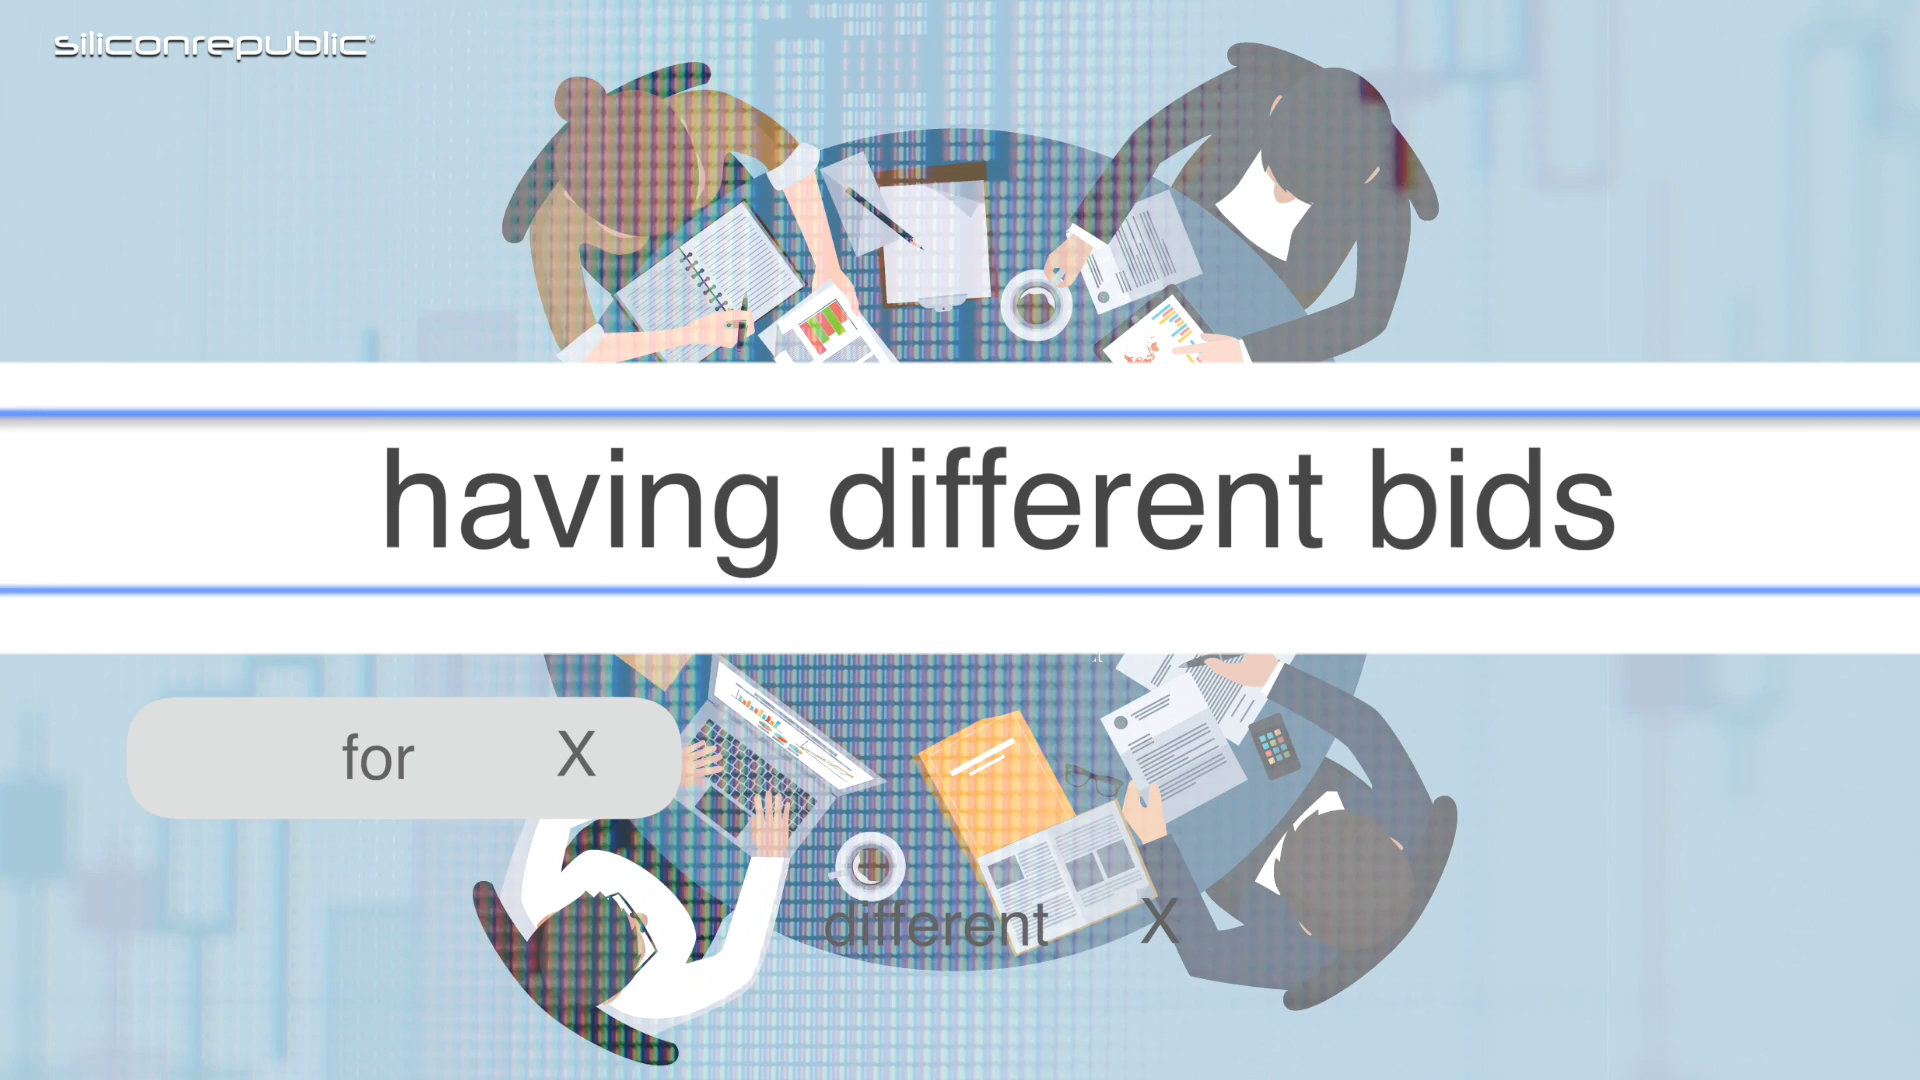 siliconrepublic®
having different bids
for X
different X